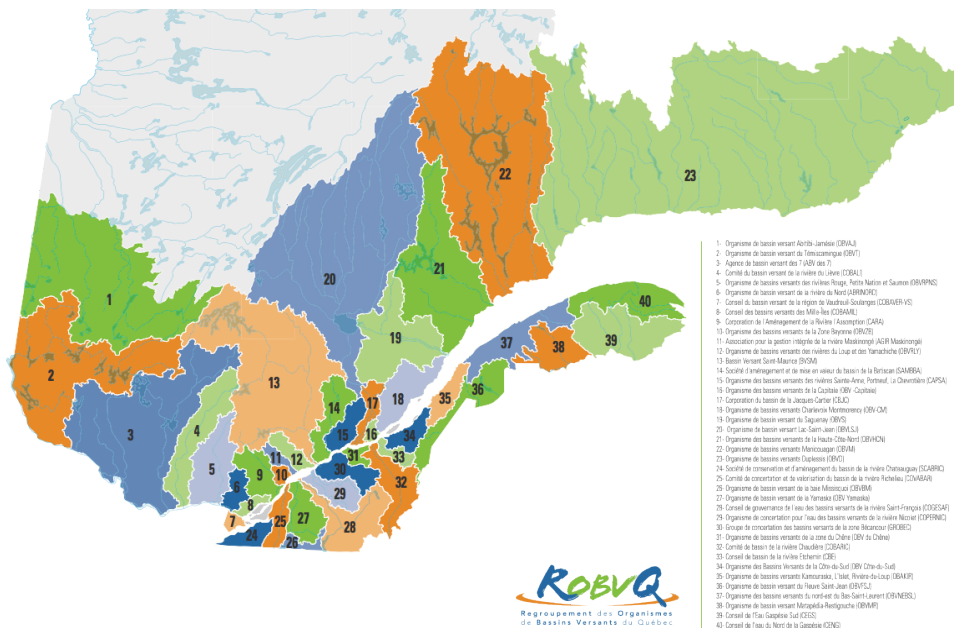 22
23
1
20
21
40
37
38
39
19
2
13
36
18
35
3
14
17
4
15
16
34
5
11
12
31
33
9
10
30
32
6
29
8
27
28
7
25
24
26
1- Organisme de bassin versant Abitibi-Jamésie (OBVAJ)
2- Organisme de bassin versant du Témiscamingue (OBVT)
3- Agence de bassin versant des 7 (ABV des 7)
4- Comité du bassin versant de la rivière du Lièvre (COBALI)
5- Organisme de bassins versants des rivières Rouge, Petite Nation et Saumon (OBVRPNS)
6- Organisme de bassin versant de la rivière du Nord (ABRINORD)
7- Conseil du bassin versant de la région de Vaudreuil-Soulanges (COBAVER-VS)
8- Conseil des bassins versants des Mille-Îles (COBAMIL)
9- Corporation de l'Aménagement de la Rivière l'Assomption (CARA)
10- Organisme des bassins versants de la Zone Bayonne (OBVZB)
11- Association pour la gestion intégrée de la rivière Maskinongé (AGIR Maskinongé)
12- Organisme de bassins versants des rivières du Loup et des Yamachiche (OBVRLY)
13- Bassin Versant Saint-Maurice (BVSM)
14- Société d'aménagement et de mise en valeur du bassin de la Batiscan (SAMBBA)
15- Organisme des bassins versants des rivières Sainte-Anne, Portneuf, La Chevrotière (CAPSA)
16- Organisme des bassins versants de la Capitale (OBV -Capitale)
17- Corporation du bassin de la Jacques-Cartier (CBJC)
18- Organisme de bassins versants Charlevoix Montmorency (OBV-CM)
19- Organisme de bassin versant du Saguenay (OBVS)
20- Organisme de bassin versant Lac-Saint-Jean (OBVLSJ)
21- Organisme des bassins versants de la Haute-Côte-Nord (OBVHCN)
22- Organisme de bassins versants Manicouagan (OBVM)
23- Organisme de bassins versants Duplessis (OBVD)
24- Société de conservation et d'aménagement du bassin de la rivière Châteauguay (SCABRIC)
25- Comité de concertation et de valorisation du bassin de la rivière Richelieu (COVABAR)
26- Organisme de bassin versant de la baie Missisquoi (OBVBM)
27- Organisme de bassin versant de la Yamaska (OBV Yamaska)
29- Conseil de gouvernance de l'eau des bassins versants de la rivière Saint-François (COGESAF)
29- Organisme de concertation pour l'eau des bassins versants de la rivière Nicolet (COPERNIC)
30- Groupe de concertation des bassins versants de la zone Bécancour (GROBEC)
31- Organisme de bassins versants de la zone du Chêne (OBV du Chêne)
32- Comité de bassin de la rivière Chaudière (COBARIC)
33- Conseil de bassin de la rivière Etchemin (CBE)
34- Organisme des Bassins Versants de la Côte-du-Sud (OBV Côte-du-Sud)
35- Organisme de bassins versants Kamouraska, L'Islet, Rivière-du-Loup (OBAKIR)
36- Organisme de bassin versant du Fleuve Saint-Jean (OBVFSJ)
37- Organisme des bassins versants du nord-est du Bas-Saint-Laurent (OBVNEBSL)
38- Organisme de bassin versant Matapédia-Restigouche (OBVMR)
39- Conseil de l'Eau Gaspésie Sud (CEGS)
40- Conseil de l'eau du Nord de la Gaspésie (CENG)
ROBVQ
Regroupement des Organismes
de Bassins Versants du Québec